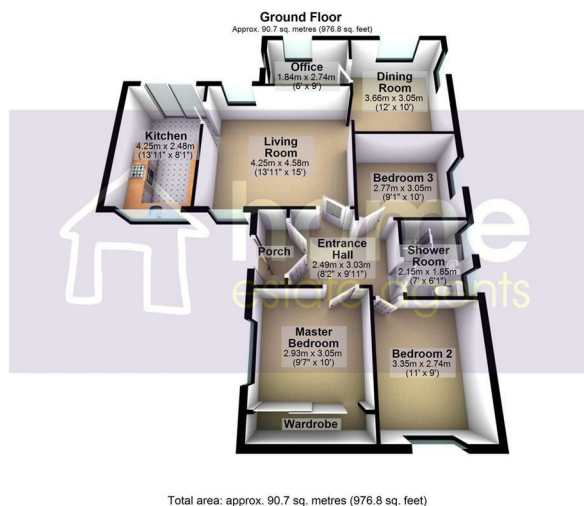 Ground Floor
Approx. 90.7 sq. metres (976.8 sq. feet)
Office
1.84m x 2.74m
(6' x 9')
Dining
Room
3.66m x 3.05m
(12' x 10')
Kitchen
4.25m x 2.48m
(13'11" x 8'1")
Living
Room
4.25m x 4.58m
(13'11" x 15')
Bedroom 3
2.77m x 3.05m
(9'1" x 10')
Porch
Entrance
Hall
2.49m x 3.03m
(8'2" x 9'11")
Shower
Room
2.15m x 1.85m
(7' x 6'1")
home
estate agents
Master
Bedroom
2.93m x 3.05m
(9'7" x 10')
Bedroom 2
3.35m x 2.74m
(11' x 9')
Wardrobe
Total area: approx. 90.7 sq. metres (976.8 sq. feet)